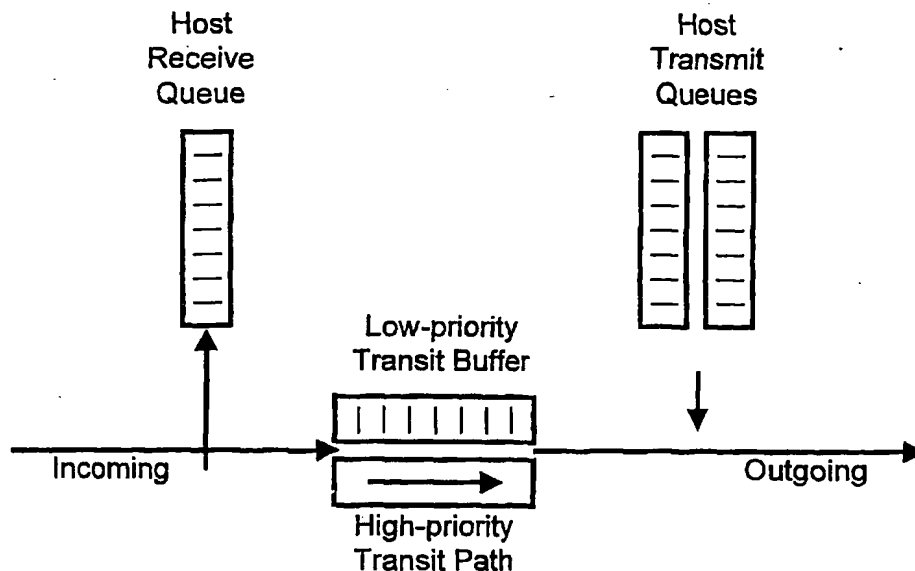 Host
Receive
Queue
Host
Transmit
Queues
Low-priority
Transit Buffer
Incoming
Outgoing
High-priority
Transit Path